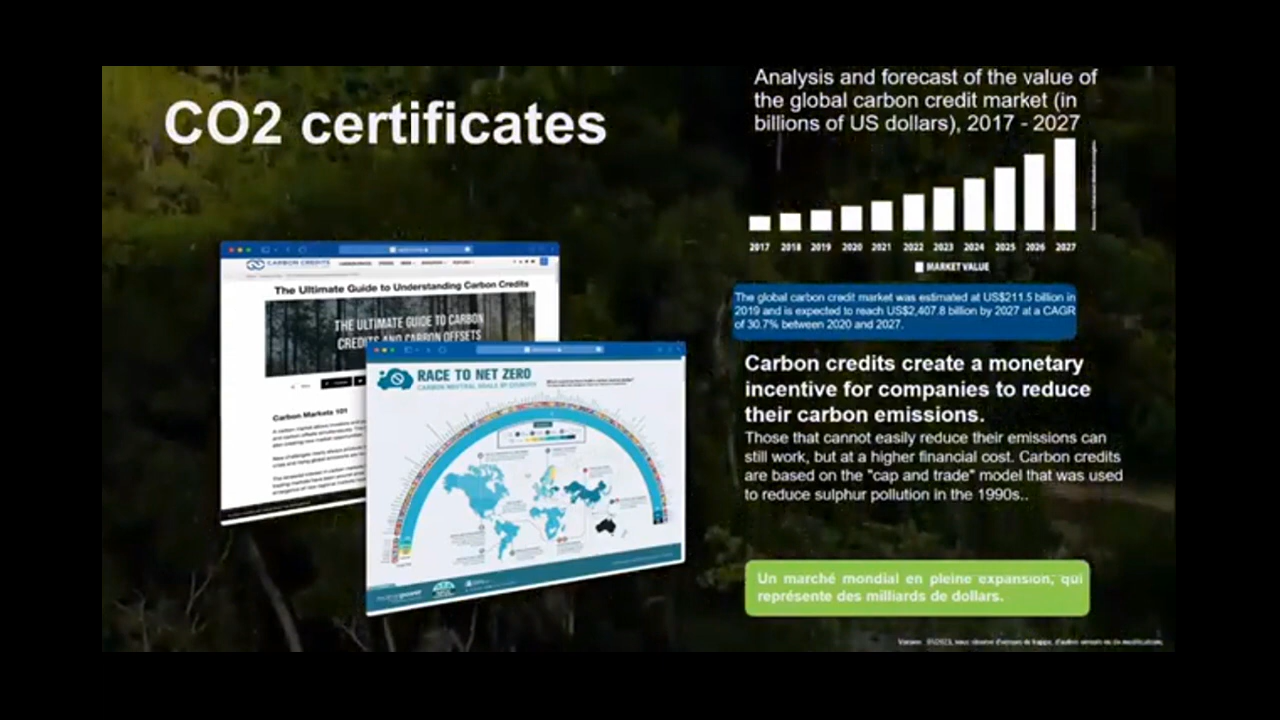 CO2 certificates
Analysis and forecast of the value of
the global carbon credit market (in
billions of US dollars), 2017 - 2027
2017 2018 2019 2020 2021 2022 2023 2024 2025 2026 2027
MARKET VALUE
The global carbon credit market was estimated at US$211.5 billion in
2019 and is expected to reach US$2,407.8 billion by 2027 at a CAGR
of 30.7% between 2020 and 2027.
Carbon credits create a monetary
incentive for companies to reduce
their carbon emissions.
Those that cannot easily reduce their emissions can
still work, but at a higher financial cost. Carbon credits
are based on the "cap and trade" model that was used
to reduce sulphur pollution in the 1990s..
Un marché mondial en pleine expansion, qui
représente des milliards de dollars.
CARBON CREDITS
The Ultimate Guide to Understanding Carbon Credits
THE ULTIMATE GUIDE TO CARBON
CREDITS AND CARBON OFFSETS
Carbon Markets 101
RACE TO NET ZERO
CARBON NEUTRAL GOALS BY COUNTRY